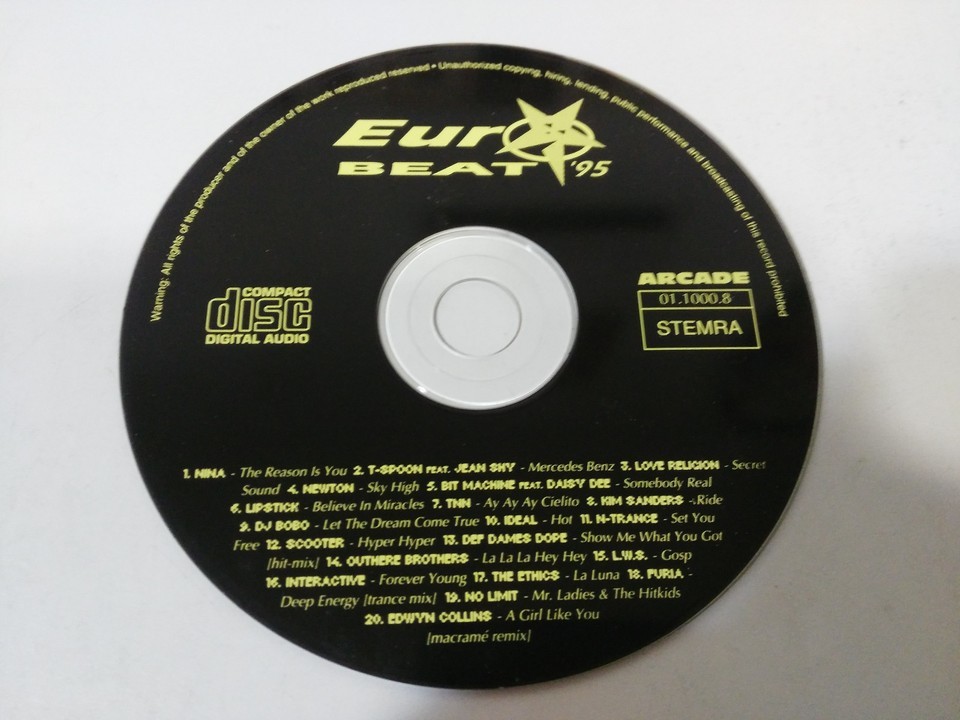 Warning: All rights of the producer and of the owner of the work reproduced reserved • Unauthorized copying, hiring, lending, public performance and broadcasting of this record prohibited
Euro
BEAT '95
COMPACT
disc
DIGITAL AUDIO
ARCADE
01.1000.8
STEMRA
1. NINA - The Reason Is You 2. T-SPOON FEAT. JEAN SHY - Mercedes Benz 3. LOVE RELIGION - Secret
Sound 4. NEWTON - Sky High 5. BIT MACHINE FEAT. DAISY DEE - Somebody Real
6. LIPSTICK - Believe In Miracles 7. TNN - Ay Ay Ay Cielito 8. KIM SANDERS - Ride
9. DJ BOBO - Let The Dream Come True 10. IDEAL - Hot 11. N-TRANCE - Set You
Free 12. SCOOTER - Hyper Hyper 13. DEF DAMES DOPE - Show Me What You Got
[hit-mix] 14. OUTHERE BROTHERS - La La La Hey Hey 15. L.W.S. - Gosp
16. INTERACTIVE - Forever Young 17. THE ETHICS - La Luna 18. FURIA -
Deep Energy [trance mix] 19. NO LIMIT - Mr. Ladies & The Hitkids
20. EDWYN COLLINS - A Girl Like You
[macramé remix]